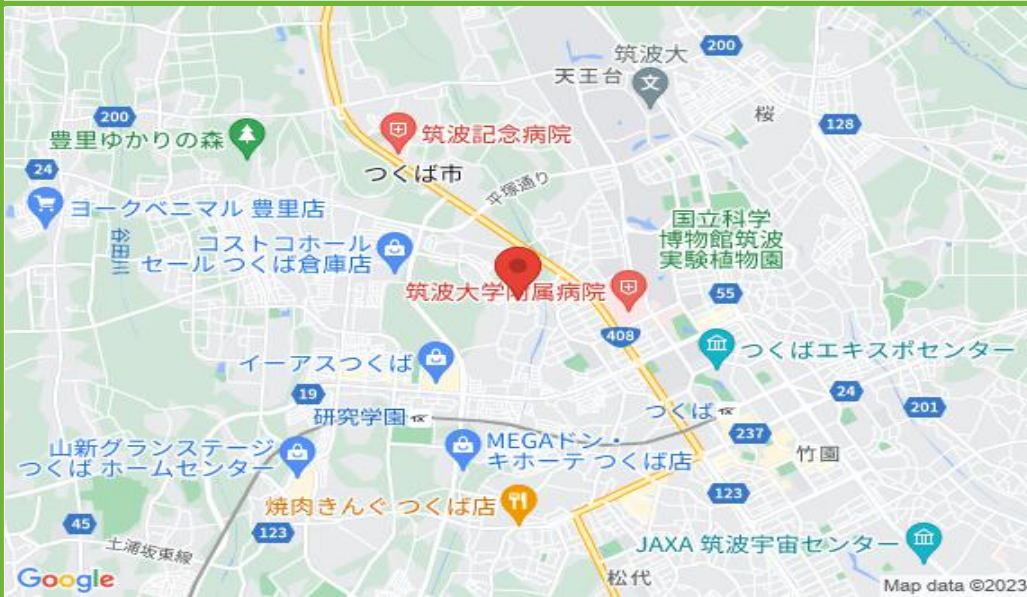 筑波大
天王台
200
桜
128
200
豊里ゆかりの森
筑波記念病院
24
つくば市
平塚通り
ヨークベニマル 豊里店
谷田川
コストコホール
セール つくば倉庫店
国立科学
博物館筑波
実験植物園
筑波大学附属病院
55
408
つくばエキスポセンター
イーアスつくば
19
24
201
研究学園
つくば
237
山新グランステージ
つくば ホームセンター
MEGAドン・
キホーテ つくば店
竹園
焼肉きんぐ つくば店
123
45
123
土浦坂東線
JAXA 筑波宇宙センター
松代
Google
Map data ©2023